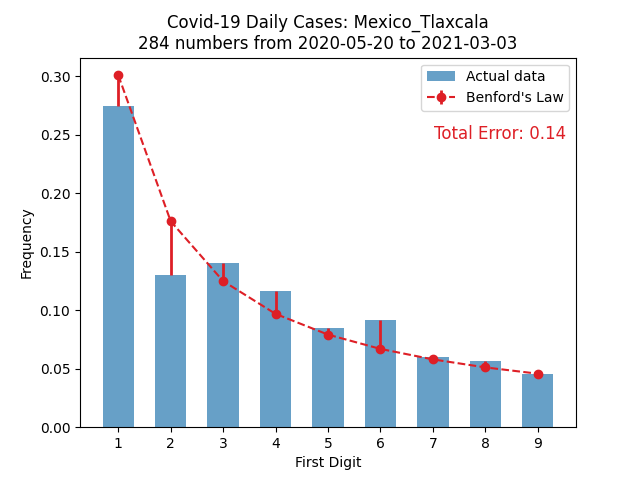 Covid-19 Daily Cases: Mexico_Tlaxcala
284 numbers from 2020-05-20 to 2021-03-03
Actual data
Benford's Law
Total Error: 0.14
Frequency
0.30
0.25
0.20
0.15
0.10
0.05
0.00
1 2 3 4 5 6 7 8 9
First Digit